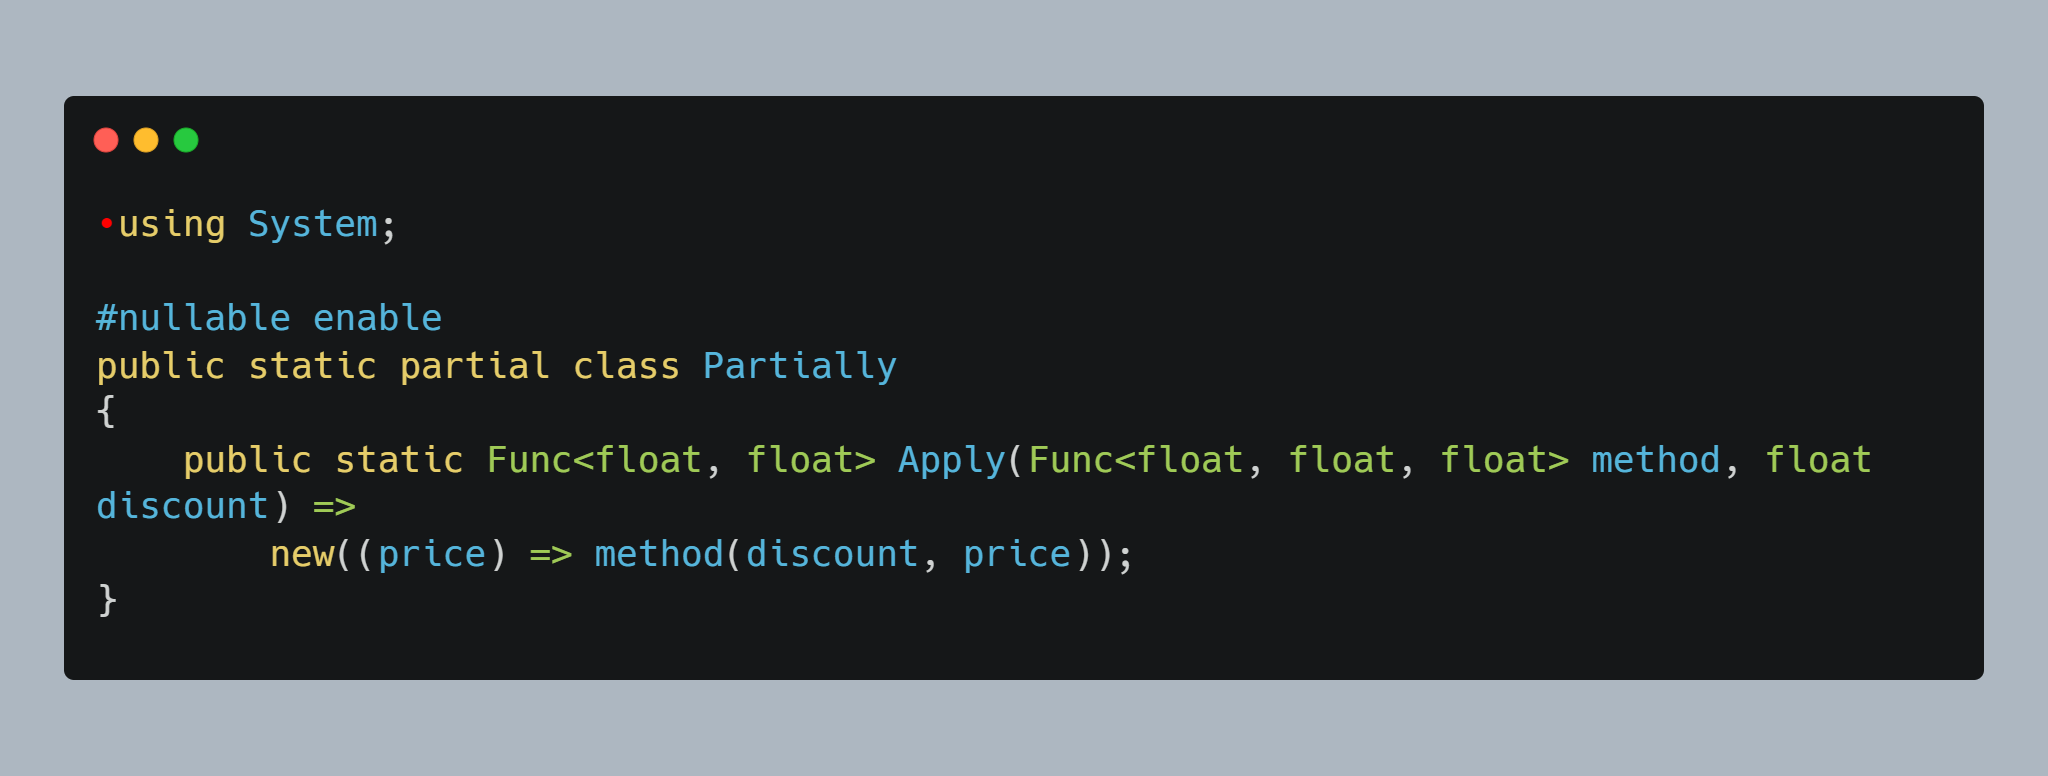 •using System;
#nullable enable
public static partial class Partially
{
    public static Func<float, float> Apply(Func<float, float, float> method, float
discount) =>
        new((price) => method(discount, price));
}